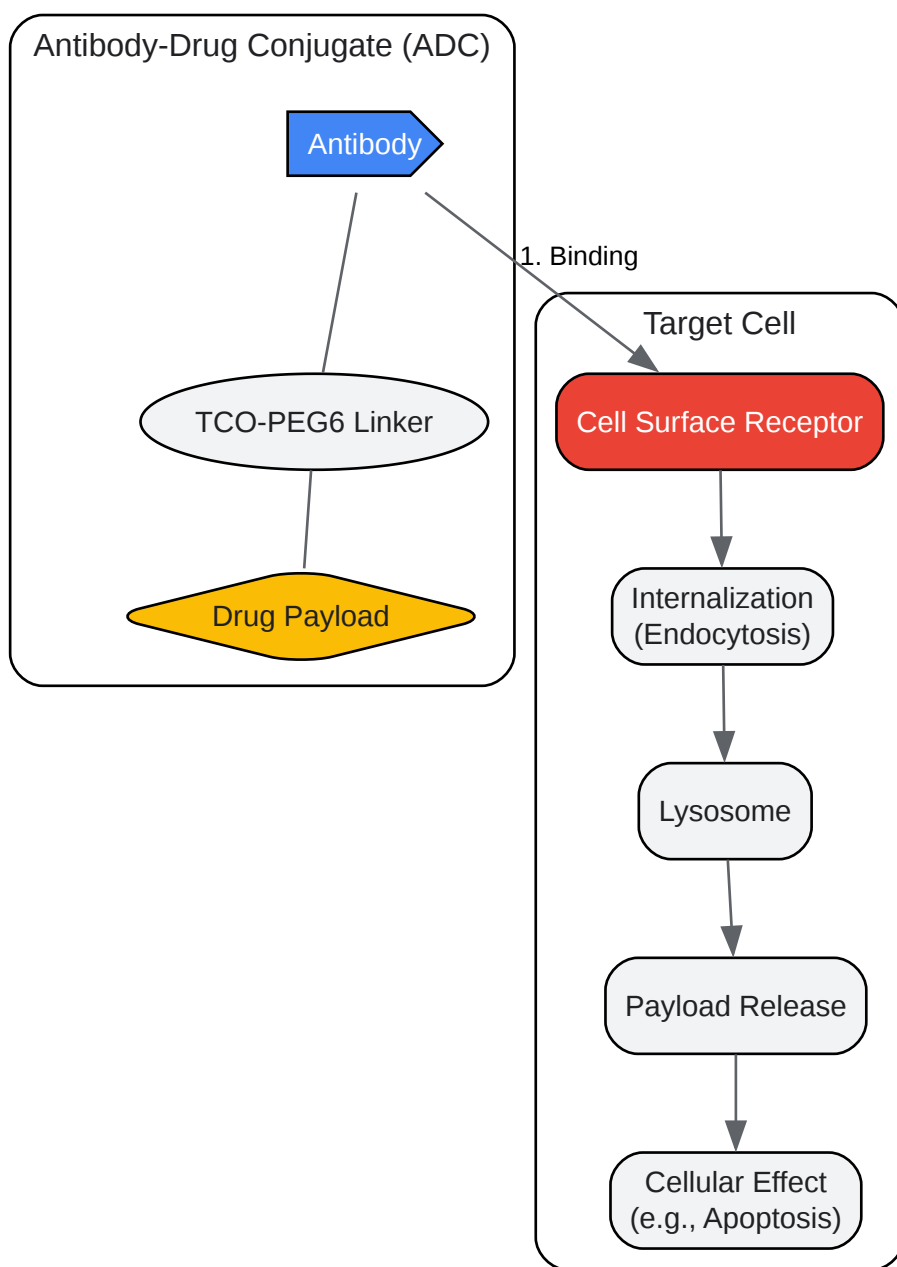 Antibody-Drug Conjugate (ADC)
Antibody
1. Binding
Target Cell
TCO-PEG6 Linker
Cell Surface Receptor
Drug Payload
Internalization
(Endocytosis)
Lysosome
Payload Release
Cellular Effect
(e.g., Apoptosis)